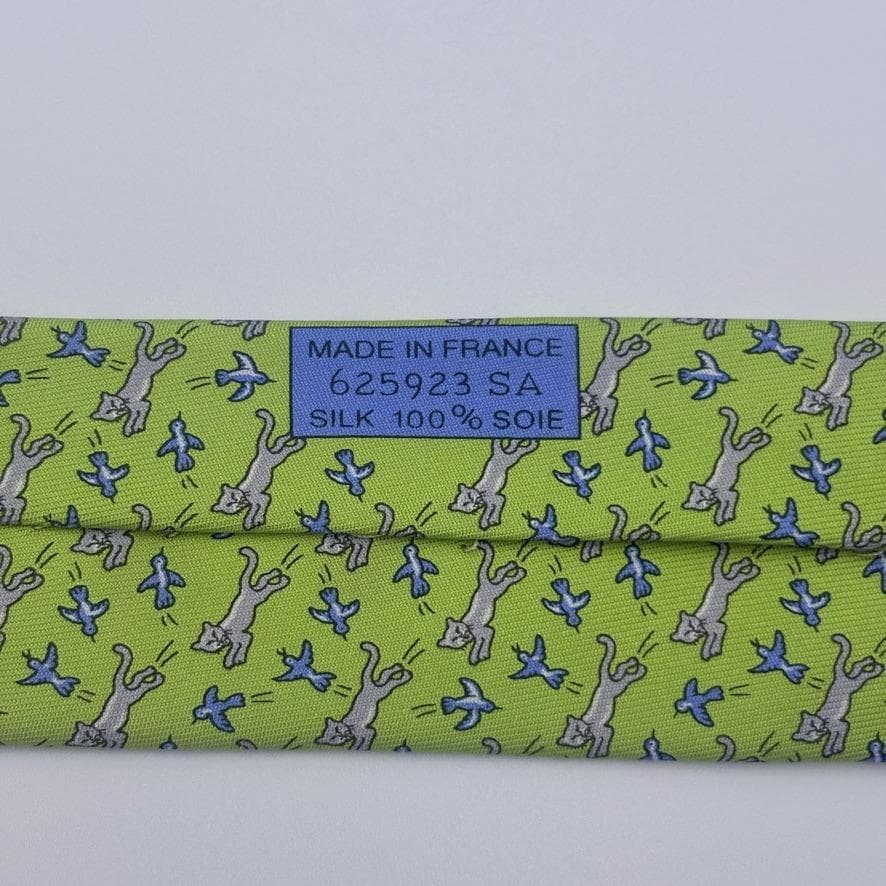 MADE IN FRANCE
625923 SA
SILK 100% SOIE